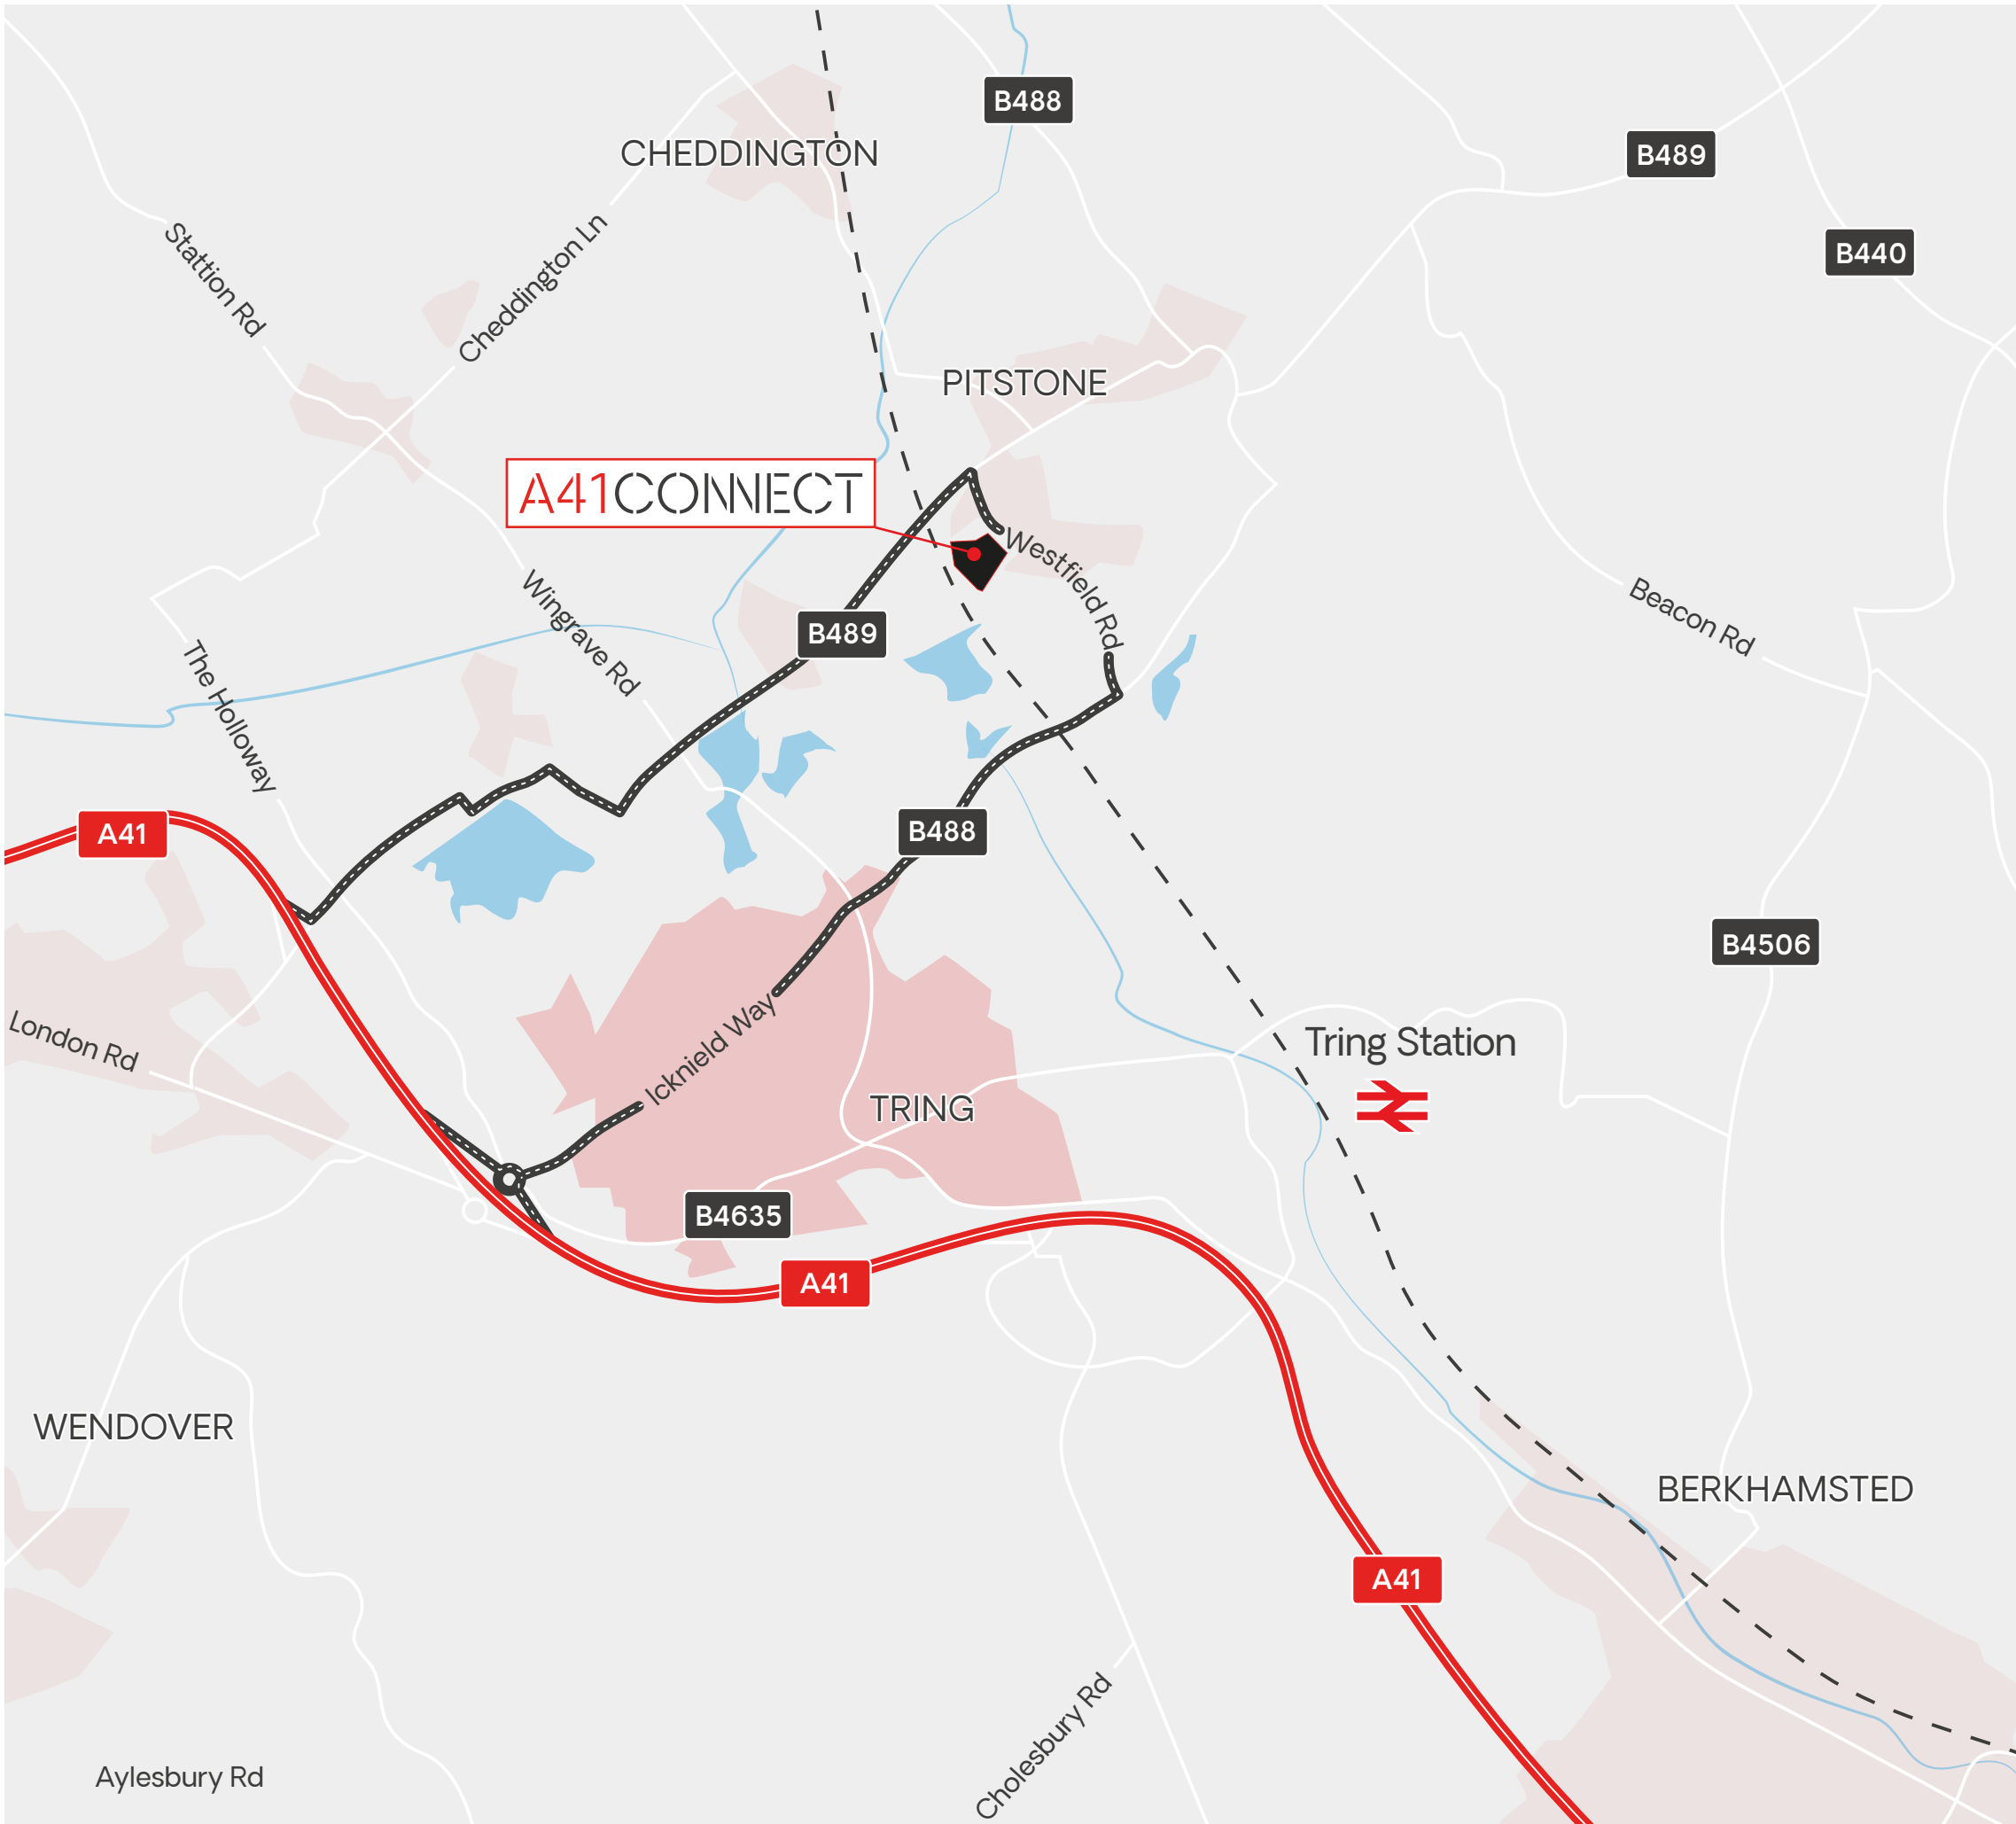 B488
CHEDDINGTON
B489
Stattion Rd
Cheddington Ln
B440
PITSTONE
A41CONNECT
Westfield Rd
Wingrave Rd
B489
Beacon Rd
The Holloway
A41
B488
B4506
London Rd
Icknield Way
Tring Station
TRING
B4635
A41
WENDOVER
BERKHAMSTED
A41
Cholesbury Rd
Aylesbury Rd